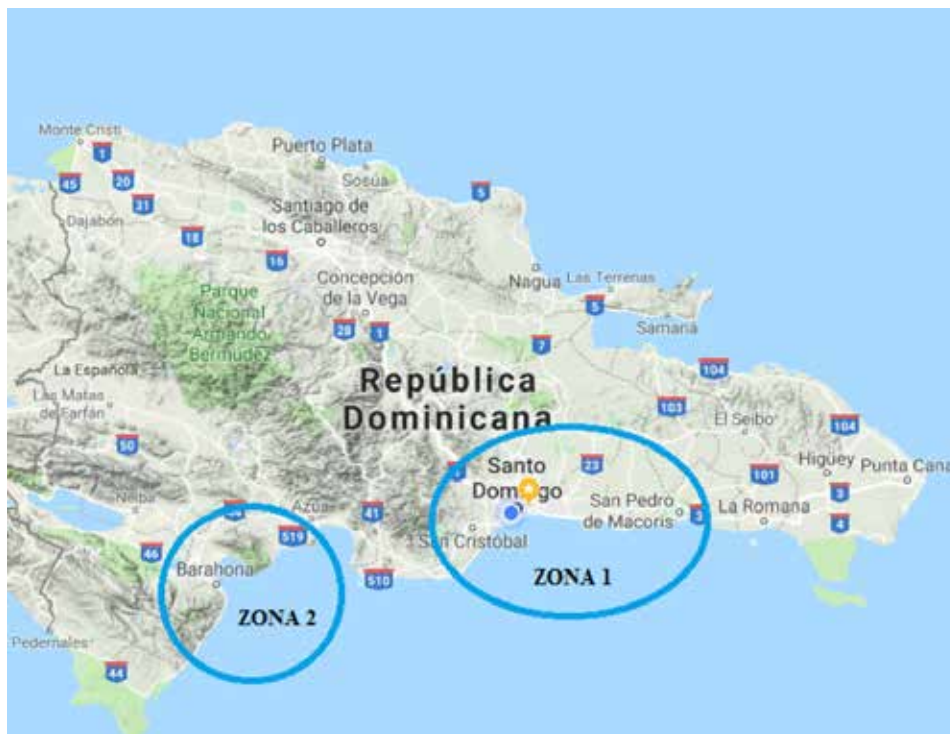 Monte Cristi
1
45
20
31
Dajabón
18
Puerto Plata
Sosúa
5
Santiago de
los Caballeros
16
Concepción
de la Vega
28
1
Nagua
Las Terrenas
5
Samaná
Parque
Nacional
Armando
Bermúdez
La Española
Las Matas
de Farfán
República
Dominicana
7
104
103
El Seibo
104
50
Neiba
Santo
Domingo
23
101
Higüey
Punta Cana
San Pedro
de Macoris
3
La Romana
3
4
Azua
41
519
San Cristóbal
46
Barahona
510
ZONA 1
ZONA 2
Pedernales
44